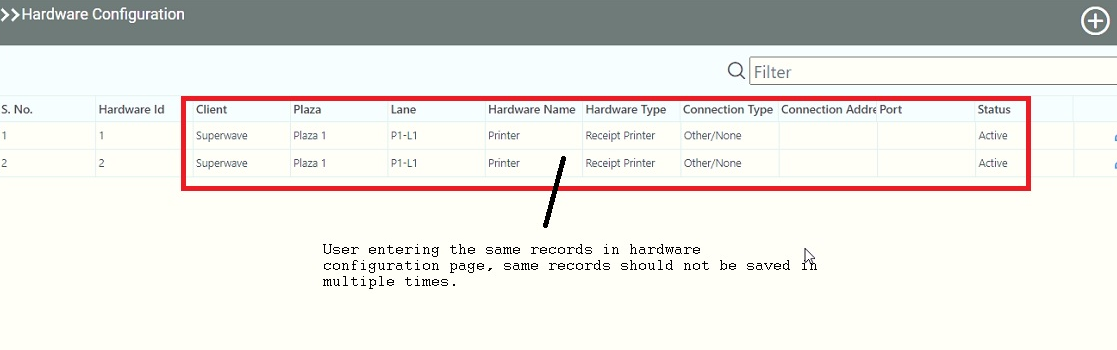 >>Hardware Configuration
Filter
S. No. Hardware Id Client Plaza Lane Hardware Name Hardware Type Connection Type Connection Addre Port Status
1 1 Superwave Plaza 1 P1-L1 Printer Receipt Printer Other/None Active
2 2 Superwave Plaza 1 P1-L1 Printer Receipt Printer Other/None Active
User entering the same records in hardware
configuration page, same records should not be saved in
multiple times.